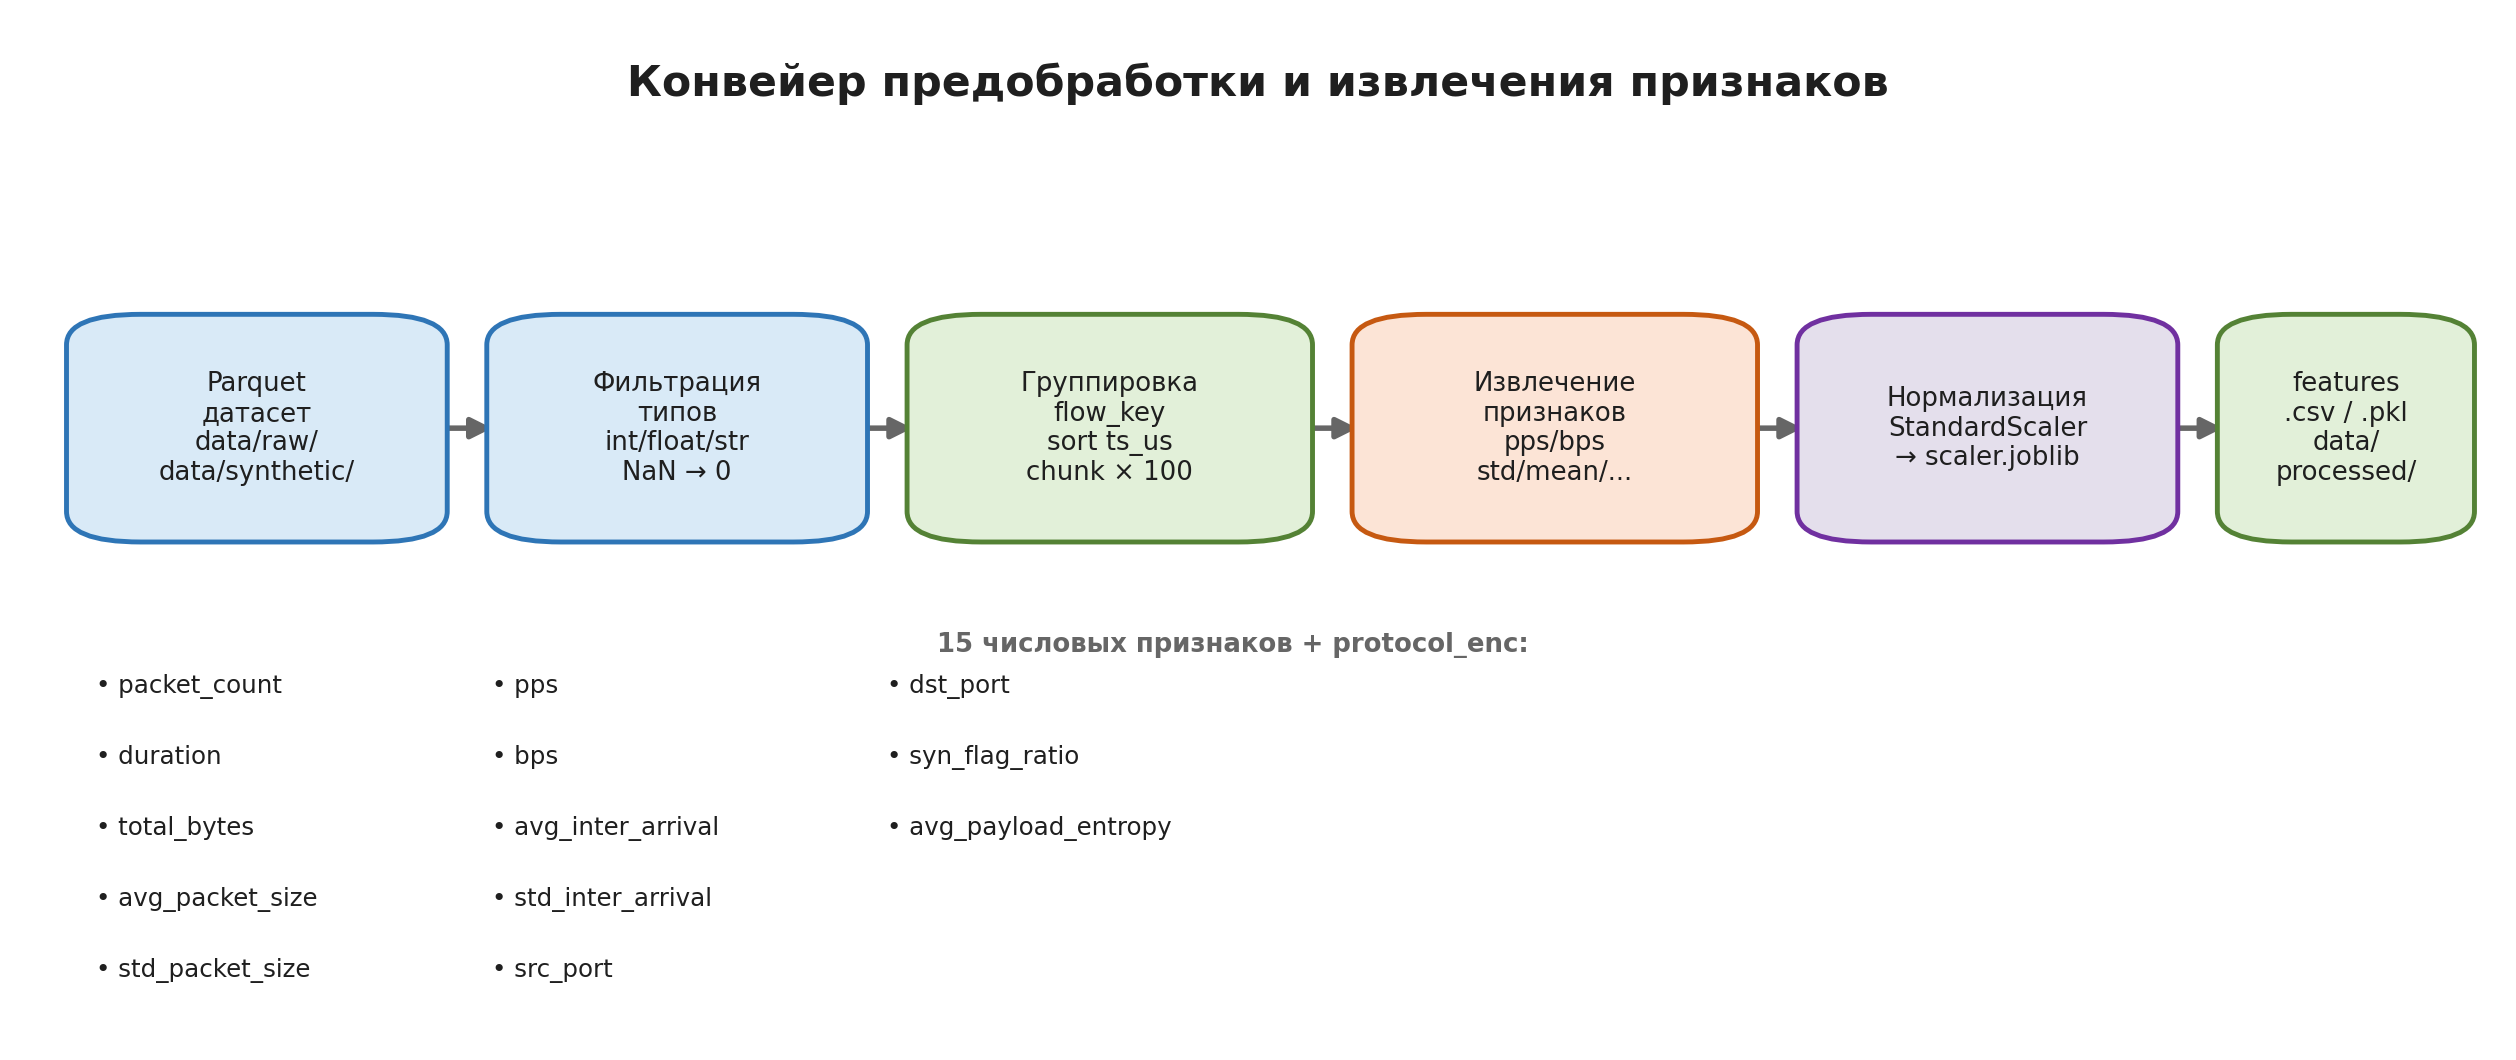 Конвейер предобработки и извлечения признаков
Parquet
датасет
data/raw/
data/synthetic/
Фильтрация
типов
int/float/str
NaN → 0
Группировка
flow_key
sort ts_us
chunk × 100
Извлечение
признаков
pps/bps
std/mean/...
Нормализация
StandardScaler
→ scaler.joblib
features
.csv / .pkl
data/
processed/
15 числовых признаков + protocol_enc:
• packet_count
• duration
• total_bytes
• avg_packet_size
• std_packet_size
• pps
• bps
• avg_inter_arrival
• std_inter_arrival
• src_port
• dst_port
• syn_flag_ratio
• avg_payload_entropy